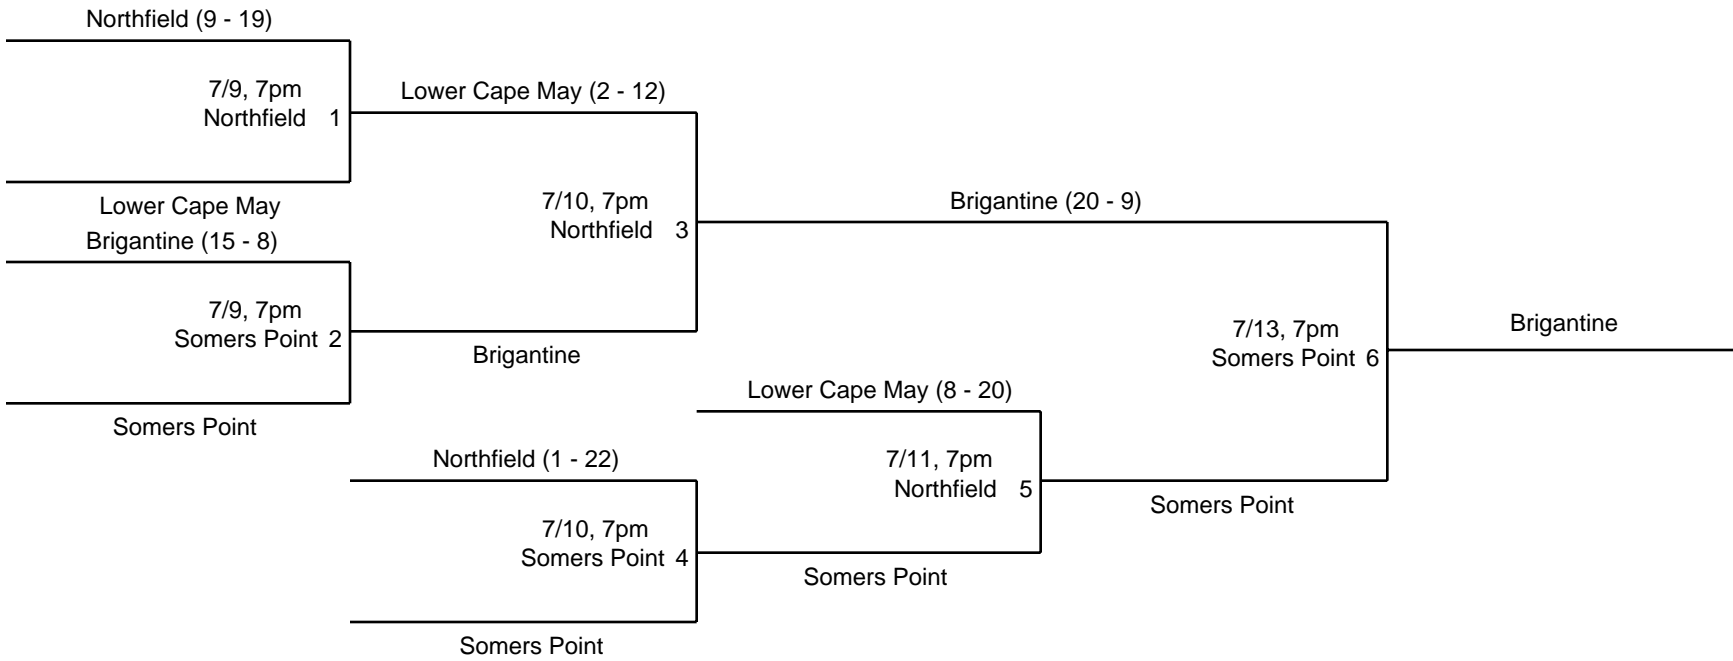 Northfield (9 - 19)
7/9, 7pm
Northfield 1
Lower Cape May
Lower Cape May (2 - 12)
Brigantine (15 - 8)
7/9, 7pm
Somers Point 2
Somers Point
7/10, 7pm
Northfield 3
Brigantine
Brigantine (20 - 9)
Northfield (1 - 22)
7/10, 7pm
Somers Point 4
Somers Point
Lower Cape May (8 - 20)
7/11, 7pm
Northfield 5
Somers Point
7/13, 7pm
Somers Point 6
Somers Point
Brigantine